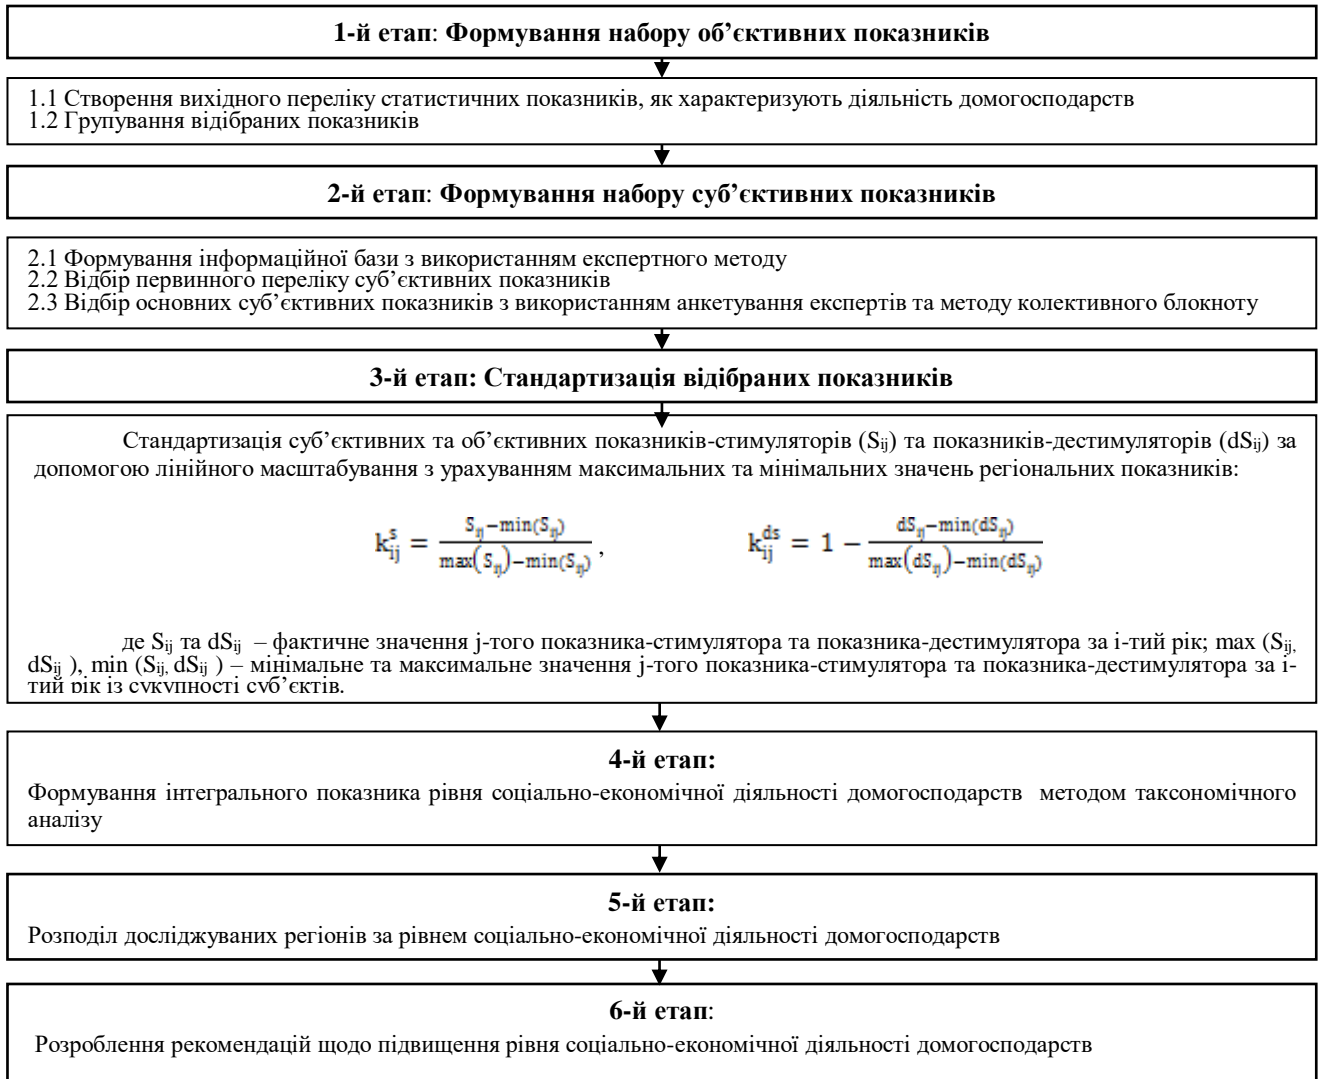 1-й етап: Формування набору об’єктивних показників
1.1 Створення вихідного переліку статистичних показників, як характеризують діяльність домогосподарств
1.2 Групування відібраних показників
2-й етап: Формування набору суб’єктивних показників
2.1 Формування інформаційної бази з використанням експертного методу
2.2 Відбір первинного переліку суб’єктивних показників
2.3 Відбір основних суб’єктивних показників з використанням анкетування експертів та методу колективного блокноту
3-й етап: Стандартизація відібраних показників
Стандартизація суб’єктивних та об’єктивних показників-стимуляторів (S_ij) та показників-дестимуляторів (dS_ij) за
допомогою лінійного масштабування з урахуванням максимальних та мінімальних значень регіональних показників:
k_ij^s = (S_ij − min(S_ij)) / (max(S_ij) − min(S_ij)), k_ij^ds = 1 − (dS_ij − min(dS_ij)) / (max(dS_ij) − min(dS_ij))
де S_ij та dS_ij – фактичне значення j-того показника-стимулятора та показника-дестимулятора за i-тий рік; max (S_ij,
dS_ij ), min (S_ij, dS_ij ) – мінімальне та максимальне значення j-того показника-стимулятора та показника-дестимулятора за i-
тий рік із сукупності суб’єктів.
4-й етап:
Формування інтегрального показника рівня соціально-економічної діяльності домогосподарств методом таксономічного
аналізу
5-й етап:
Розподіл досліджуваних регіонів за рівнем соціально-економічної діяльності домогосподарств
6-й етап:
Розроблення рекомендацій щодо підвищення рівня соціально-економічної діяльності домогосподарств